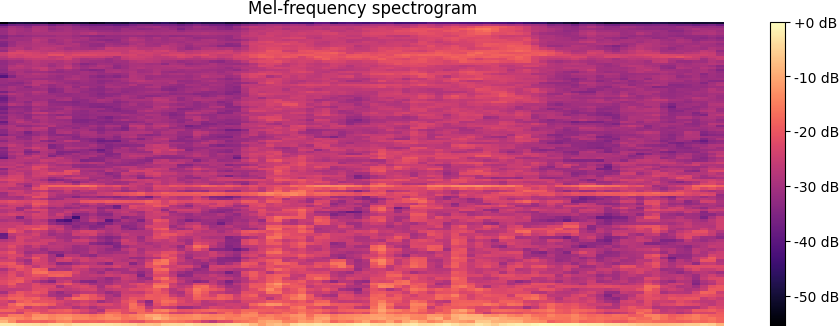 Mel-frequency spectrogram
+0 dB
-10 dB
-20 dB
-30 dB
-40 dB
-50 dB